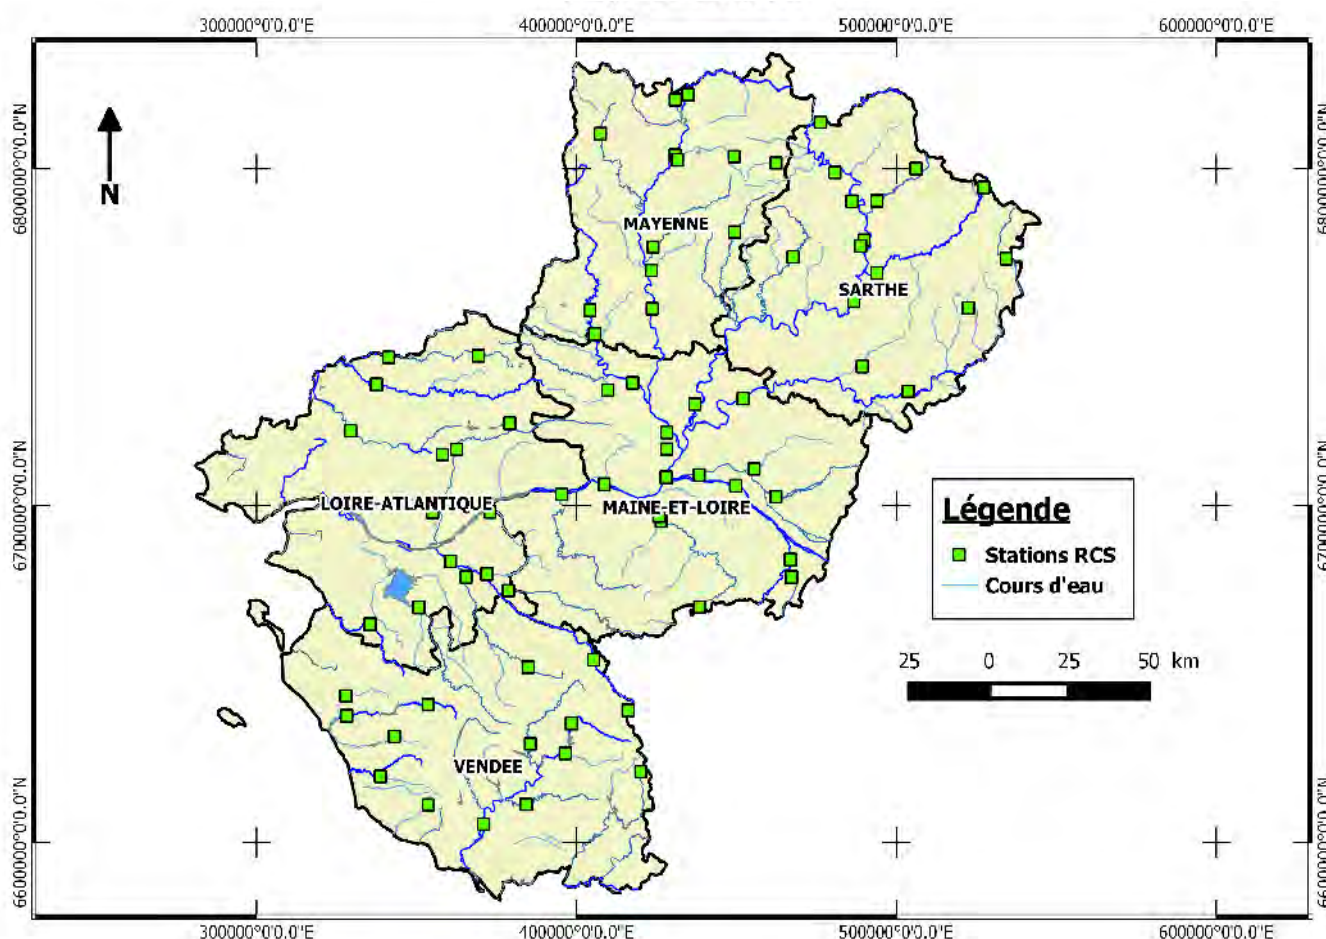 300000°0'0.0"E 400000°0'0.0"E 500000°0'0.0"E 600000°0'0.0"E
6800000°0'0.0"N 6800000°0'0.0"N
N
MAYENNE
SARTHE
LOIRE-ATLANTIQUE
MAINE-ET-LOIRE
6700000°0'0.0"N 6700000°0'0.0"N
Légende
Stations RCS
Cours d'eau
25 0 25 50 km
VENDEE
6600000°0'0.0"N 6600000°0'0.0"N
300000°0'0.0"E 400000°0'0.0"E 500000°0'0.0"E 600000°0'0.0"E